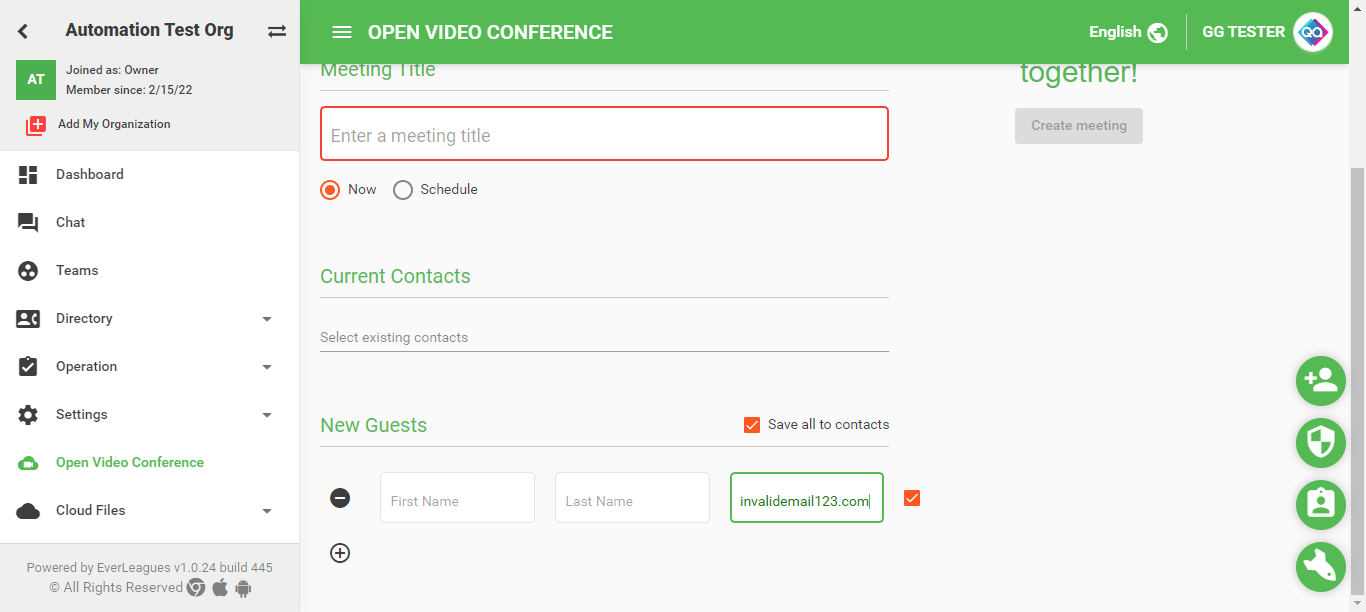 Automation Test Org
AT
Joined as: Owner
Member since: 2/15/22
Add My Organization
Dashboard
Chat
Teams
Directory
Operation
Settings
Open Video Conference
Cloud Files
Powered by EverLeagues v1.0.24 build 445
© All Rights Reserved
OPEN VIDEO CONFERENCE
English
GG TESTER
QA
Meeting Title
Enter a meeting title
Now
Schedule
together!
Create meeting
Current Contacts
Select existing contacts
New Guests
Save all to contacts
First Name
Last Name
invalidemail123.com